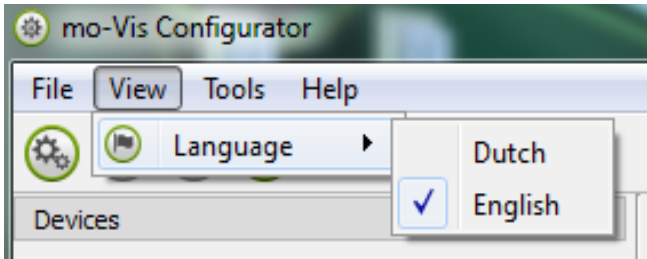 mo-Vis Configurator
File View Tools Help
Language
Dutch
English
Devices